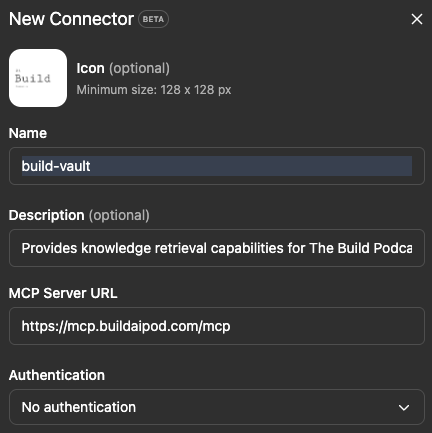 New Connector BETA
Build
Icon (optional)
Minimum size: 128 x 128 px
Name
build-vault
Description (optional)
Provides knowledge retrieval capabilities for The Build Podca
MCP Server URL
https://mcp.buildaipod.com/mcp
Authentication
No authentication